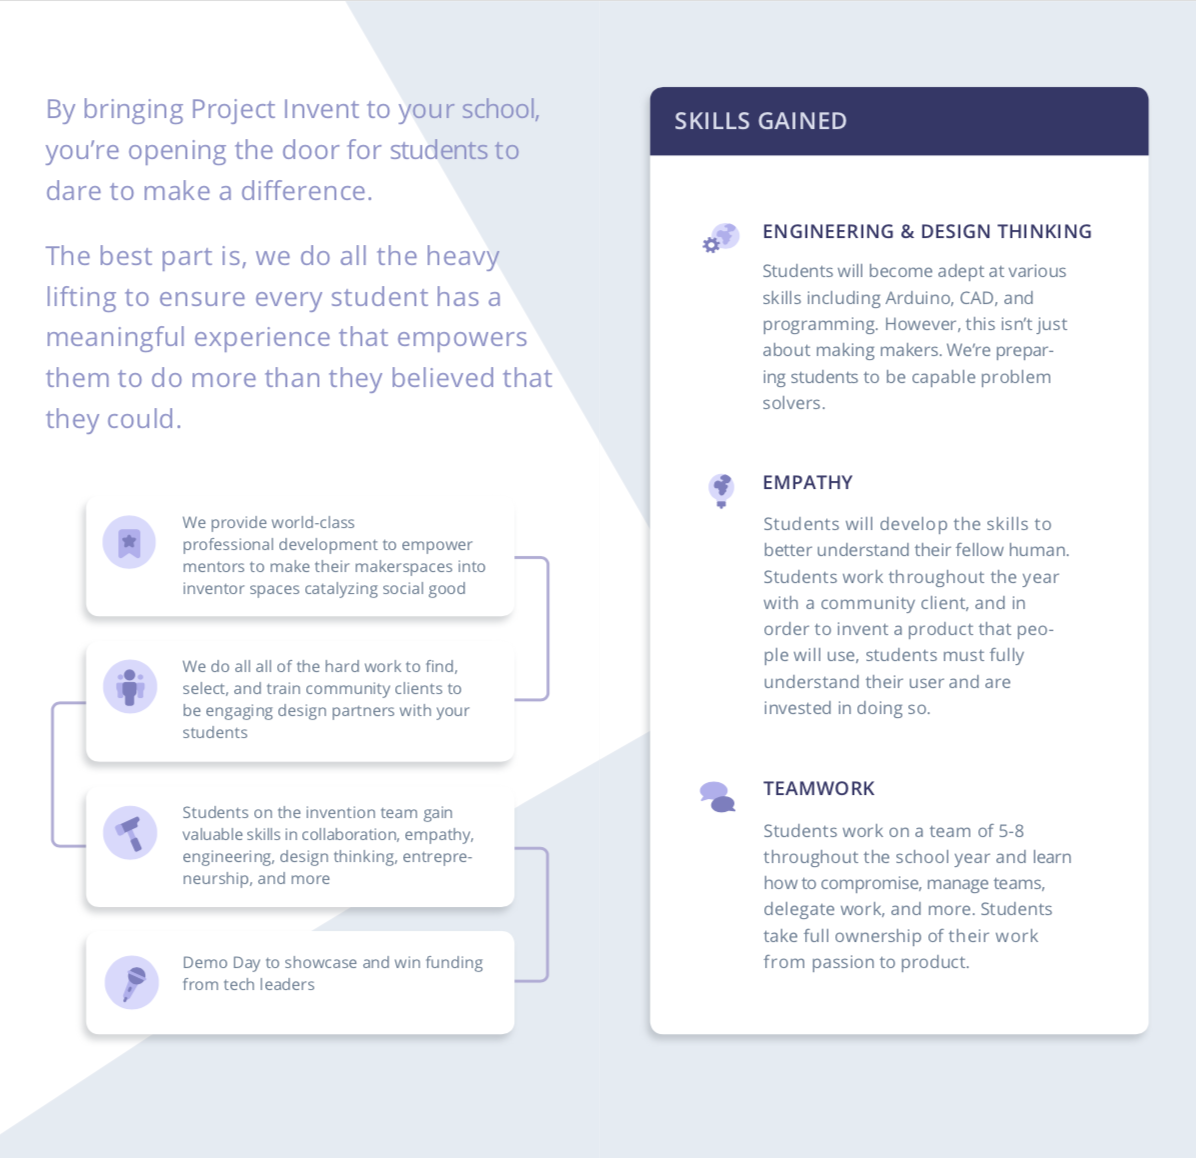 By bringing Project Invent to your school,
you’re opening the door for students to
dare to make a difference.
The best part is, we do all the heavy
lifting to ensure every student has a
meaningful experience that empowers
them to do more than they believed that
they could.
We provide world-class
professional development to empower
mentors to make their makerspaces into
inventor spaces catalyzing social good
We do all all of the hard work to find,
select, and train community clients to
be engaging design partners with your
students
Students on the invention team gain
valuable skills in collaboration, empathy,
engineering, design thinking, entrepre-
neurship, and more
Demo Day to showcase and win funding
from tech leaders
SKILLS GAINED
ENGINEERING & DESIGN THINKING
Students will become adept at various
skills including Arduino, CAD, and
programming. However, this isn’t just
about making makers. We’re prepar-
ing students to be capable problem
solvers.
EMPATHY
Students will develop the skills to
better understand their fellow human.
Students work throughout the year
with a community client, and in
order to invent a product that peo-
ple will use, students must fully
understand their user and are
invested in doing so.
TEAMWORK
Students work on a team of 5-8
throughout the school year and learn
how to compromise, manage teams,
delegate work, and more. Students
take full ownership of their work
from passion to product.